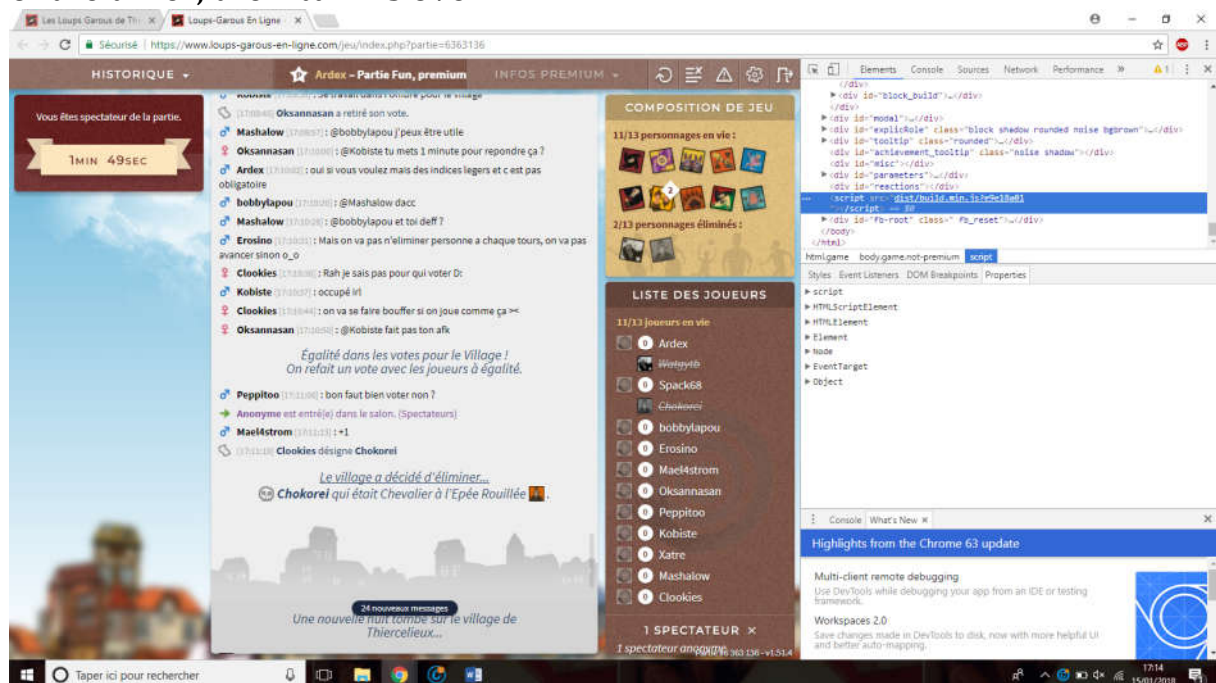 Les Loups Garous de Thi
Loups-Garous En Ligne
Sécurisé | https://www.loups-garous-en-ligne.com/jeu/index.php?partie=6363136
HISTORIQUE
Ardex – Partie Fun, premium
INFOS PREMIUM
Vous êtes spectateur de la partie.
1MIN 49SEC
Oksannasan a retiré son vote.
Mashalow : @bobbylapou j'peux être utile
Oksannasan : @Kobiste tu mets 1 minute pour repondre ça ?
Ardex : oui si vous voulez mais des indices legers et c est pas
obligatoire
bobbylapou : @Mashalow dacc
Mashalow : @bobbylapou et toi deff ?
Erosino : Mais on va pas n'eliminer personne a chaque tours, on va pas
avancer sinon o_o
Clookies : Rah je sais pas pour qui voter D:
Kobiste : occupé irl
Clookies : on va se faire bouffer si on joue comme ça ><
Oksannasan : @Kobiste fait pas ton afk
Égalité dans les votes pour le Village !
On refait un vote avec les joueurs à égalité.
Peppitoo : bon faut bien voter non ?
Anonyme est entré(e) dans le salon. (Spectateurs)
Mael4strom : +1
Clookies désigne Chokorei
Le village a décidé d'éliminer...
Chokorei qui était Chevalier à l'Epée Rouillée .
24 nouveaux messages
Une nouvelle nuit tombe sur le village de
Thiercelieux...
COMPOSITION DE JEU
11/13 personnages en vie :
2
2/13 personnages éliminés :
LISTE DES JOUEURS
11/13 joueurs en vie
0 Ardex
0 Spack68
Chokorei
0 bobbylapou
0 Erosino
0 Mael4strom
0 Oksannasan
0 Peppitoo
0 Kobiste
0 Xatre
0 Mashalow
0 Clookies
1 SPECTATEUR ×
1 spectateur anonyme
Elements Console Sources Network Performance » 1
</div>
<div id="block_build">…</div>
</div>
<div id="modal">…</div>
<div id="explicRole" class="block shadow rounded noise bgbrown">…</div>
<div id="tooltip" class="rounded">…</div>
<div id="achievement_tooltip" class="noise shadow"></div>
<div id="misc"></div>
<div id="parameters">…</div>
<div id="reactions"></div>
<script src="dist/build.min.js?e9e18a01
"></script> == $0
<div id="fb-root" class=" fb_reset">…</div>
</body>
</html>
html.game body.game.not-premium script
Styles Event Listeners DOM Breakpoints Properties
script
HTMLScriptElement
HTMLElement
Element
Node
EventTarget
Object
Console What's New ×
Highlights from the Chrome 63 update
Multi-client remote debugging
Use DevTools while debugging your app from an IDE or testing
framework.
Workspaces 2.0
Save changes made in DevTools to disk, now with more helpful UI
and better auto-mapping.
Taper ici pour rechercher
17:14
15/01/2018